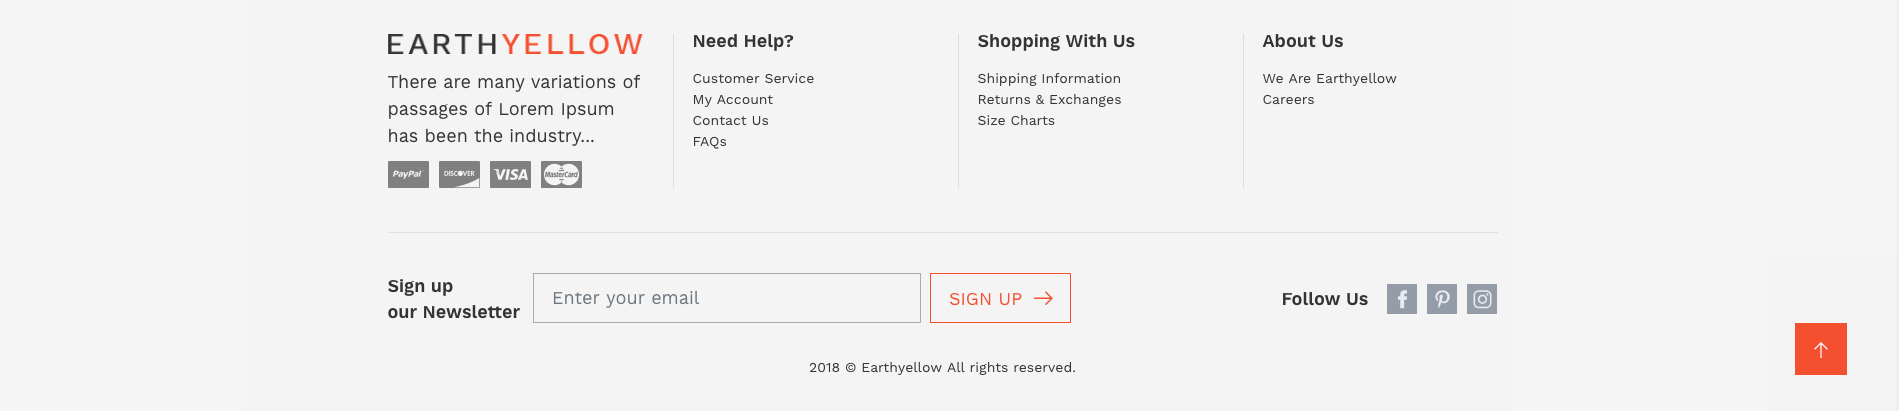 EARTHYELLOW
There are many variations of
passages of Lorem Ipsum
has been the industry...
PayPal DISCOVER VISA MasterCard
Need Help?
Customer Service
My Account
Contact Us
FAQs
Shopping With Us
Shipping Information
Returns & Exchanges
Size Charts
About Us
We Are Earthyellow
Careers
Sign up
our Newsletter
Enter your email
SIGN UP
Follow Us
2018 © Earthyellow All rights reserved.